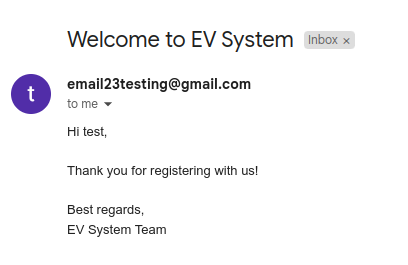 Welcome to EV System Inbox ×
t
email23testing@gmail.com
to me
Hi test,
Thank you for registering with us!
Best regards,
EV System Team